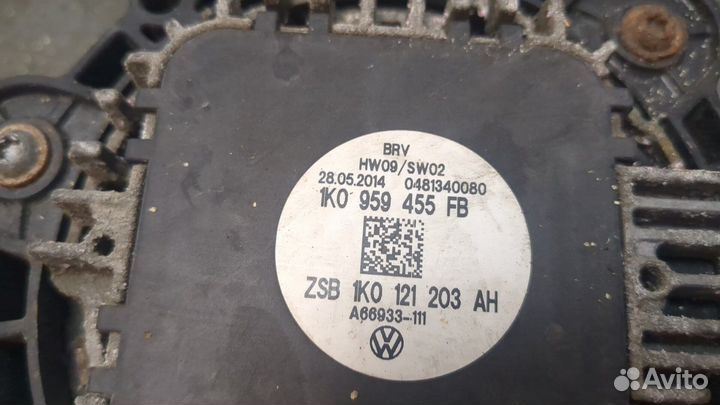 BRV
HW09/SW02
28.05.2014 0481340080
1K0 959 455 FB
ZSB 1K0 121 203 AH
A66933-111
VW
Avito